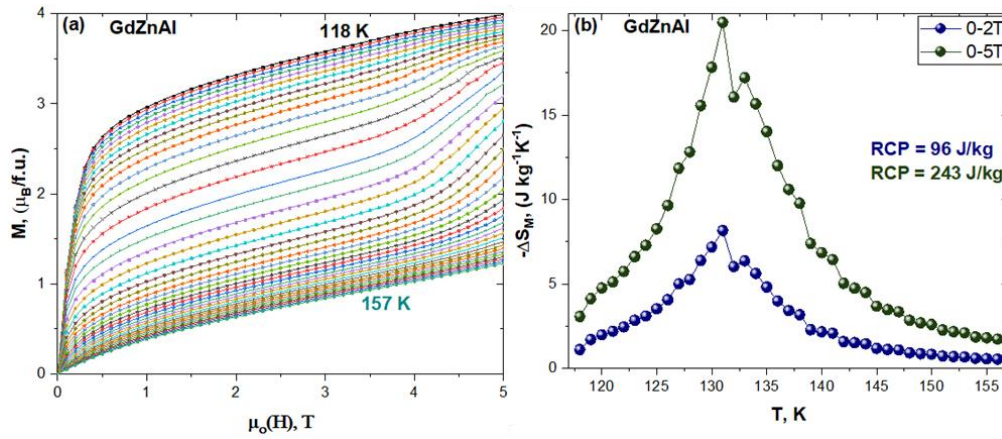 (a)
GdZnAl
118 K
157 K
M, (μB/f.u.)
4
3
2
1
0
0 1 2 3 4 5
μo(H), T
(b)
GdZnAl
0-2T
0-5T
RCP = 96 J/kg
RCP = 243 J/kg
-ΔSM, (J kg-1K-1)
20
15
10
5
0
120 125 130 135 140 145 150 155
T, K